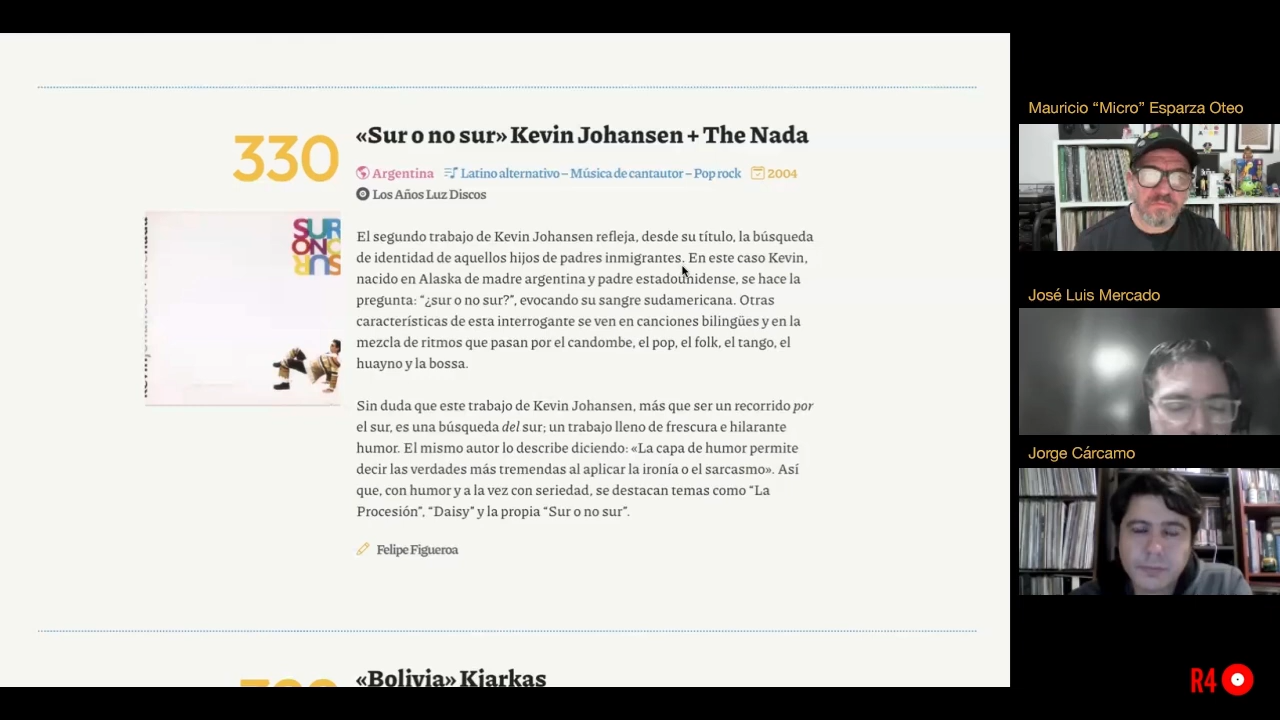 330
«Sur o no sur» Kevin Johansen + The Nada
Argentina Latino alternativo – Música de cantautor – Pop rock 2004
Los Años Luz Discos
SUR
ONO
SUR
El segundo trabajo de Kevin Johansen refleja, desde su título, la búsqueda
de identidad de aquellos hijos de padres inmigrantes. En este caso Kevin,
nacido en Alaska de madre argentina y padre estadounidense, se hace la
pregunta: “¿sur o no sur?”, evocando su sangre sudamericana. Otras
características de esta interrogante se ven en canciones bilingües y en la
mezcla de ritmos que pasan por el candombe, el pop, el folk, el tango, el
huayno y la bossa.
Sin duda que este trabajo de Kevin Johansen, más que ser un recorrido por
el sur, es una búsqueda del sur; un trabajo lleno de frescura e hilarante
humor. El mismo autor lo describe diciendo: «La capa de humor permite
decir las verdades más tremendas al aplicar la ironía o el sarcasmo». Así
que, con humor y a la vez con seriedad, se destacan temas como “La
Procesión”, “Daisy” y la propia “Sur o no sur”.
Felipe Figueroa
«Bolivia» Kjarkas
Mauricio “Micro” Esparza Oteo
José Luis Mercado
Jorge Cárcamo
R4